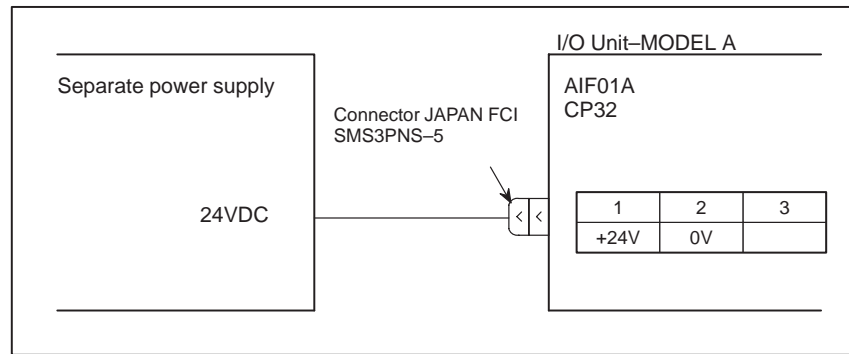 I/O Unit–MODEL A
Separate power supply
AIF01A
CP32
Connector JAPAN FCI
SMS3PNS–5
24VDC
1 2 3
+24V 0V